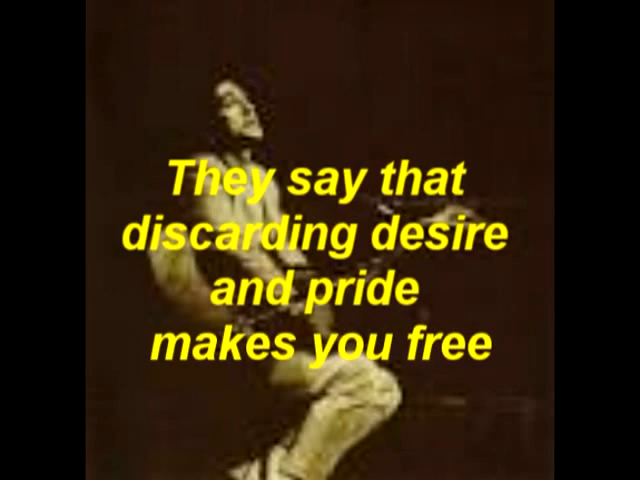 They say that
discarding desire
and pride
makes you free